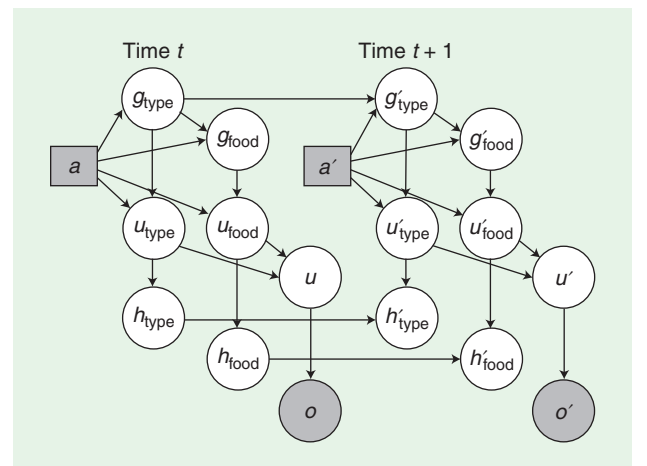 Time t Time t + 1
g_type g′_type
g_food g′_food
a a′
u_type u_food u′_type u′_food
u u′
h_type h′_type
h_food h′_food
o o′